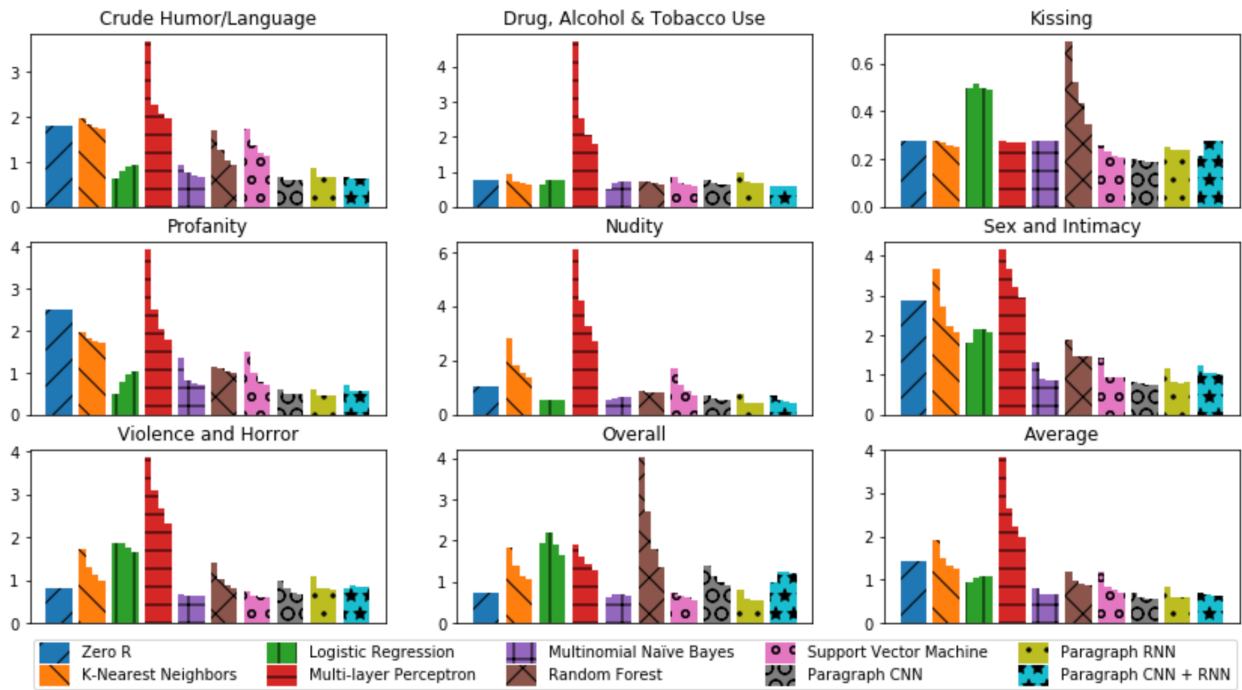 Crude Humor/Language
Drug, Alcohol & Tobacco Use
Kissing
3
2
1
0
4
3
2
1
0
0.6
0.4
0.2
0.0
Profanity
Nudity
Sex and Intimacy
4
3
2
1
0
6
4
2
0
4
3
2
1
0
Violence and Horror
Overall
Average
4
3
2
1
0
4
3
2
1
0
4
3
2
1
0
Zero R
Logistic Regression
Multinomial Naïve Bayes
Support Vector Machine
Paragraph RNN
K-Nearest Neighbors
Multi-layer Perceptron
Random Forest
Paragraph CNN
Paragraph CNN + RNN